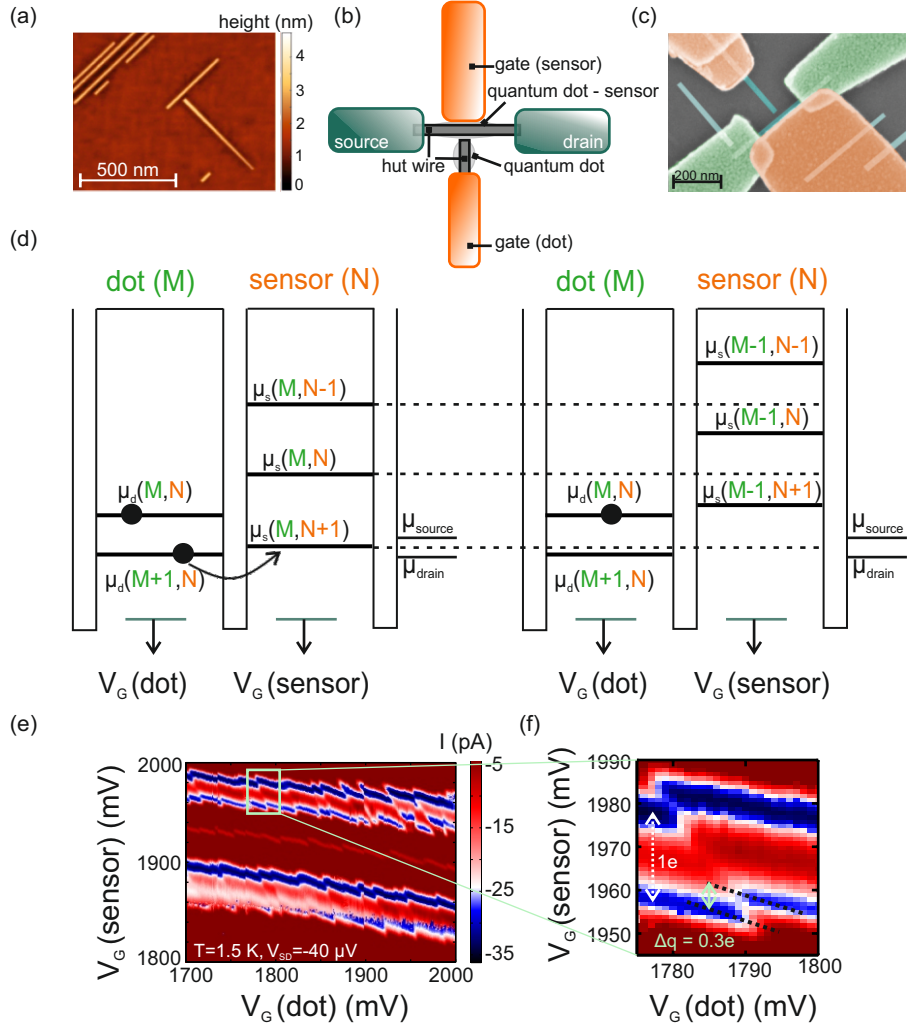 (a)
height (nm)
4
3
2
1
0
500 nm
(b)
gate (sensor)
quantum dot - sensor
source
drain
hut wire
quantum dot
gate (dot)
(c)
200 nm
(d)
dot (M)
sensor (N)
dot (M)
sensor (N)
μs(M-1,N-1)
μs(M,N-1)
μs(M-1,N)
μs(M,N)
μd(M,N)
μd(M,N)
μs(M-1,N+1)
μs(M,N+1)
μsource
μsource
μd(M+1,N)
μdrain
μd(M+1,N)
μdrain
VG (dot)
VG (sensor)
VG (dot)
VG (sensor)
(e)
I (pA)
2000
1900
1800
VG (sensor) (mV)
T=1.5 K, VSD=-40 μV
1700
1800
1900
2000
VG (dot) (mV)
-5
-15
-25
-35
(f)
1990
1980
1970
1960
1950
VG (sensor) (mV)
1e
Δq = 0.3e
1780
1790
1800
VG (dot) (mV)